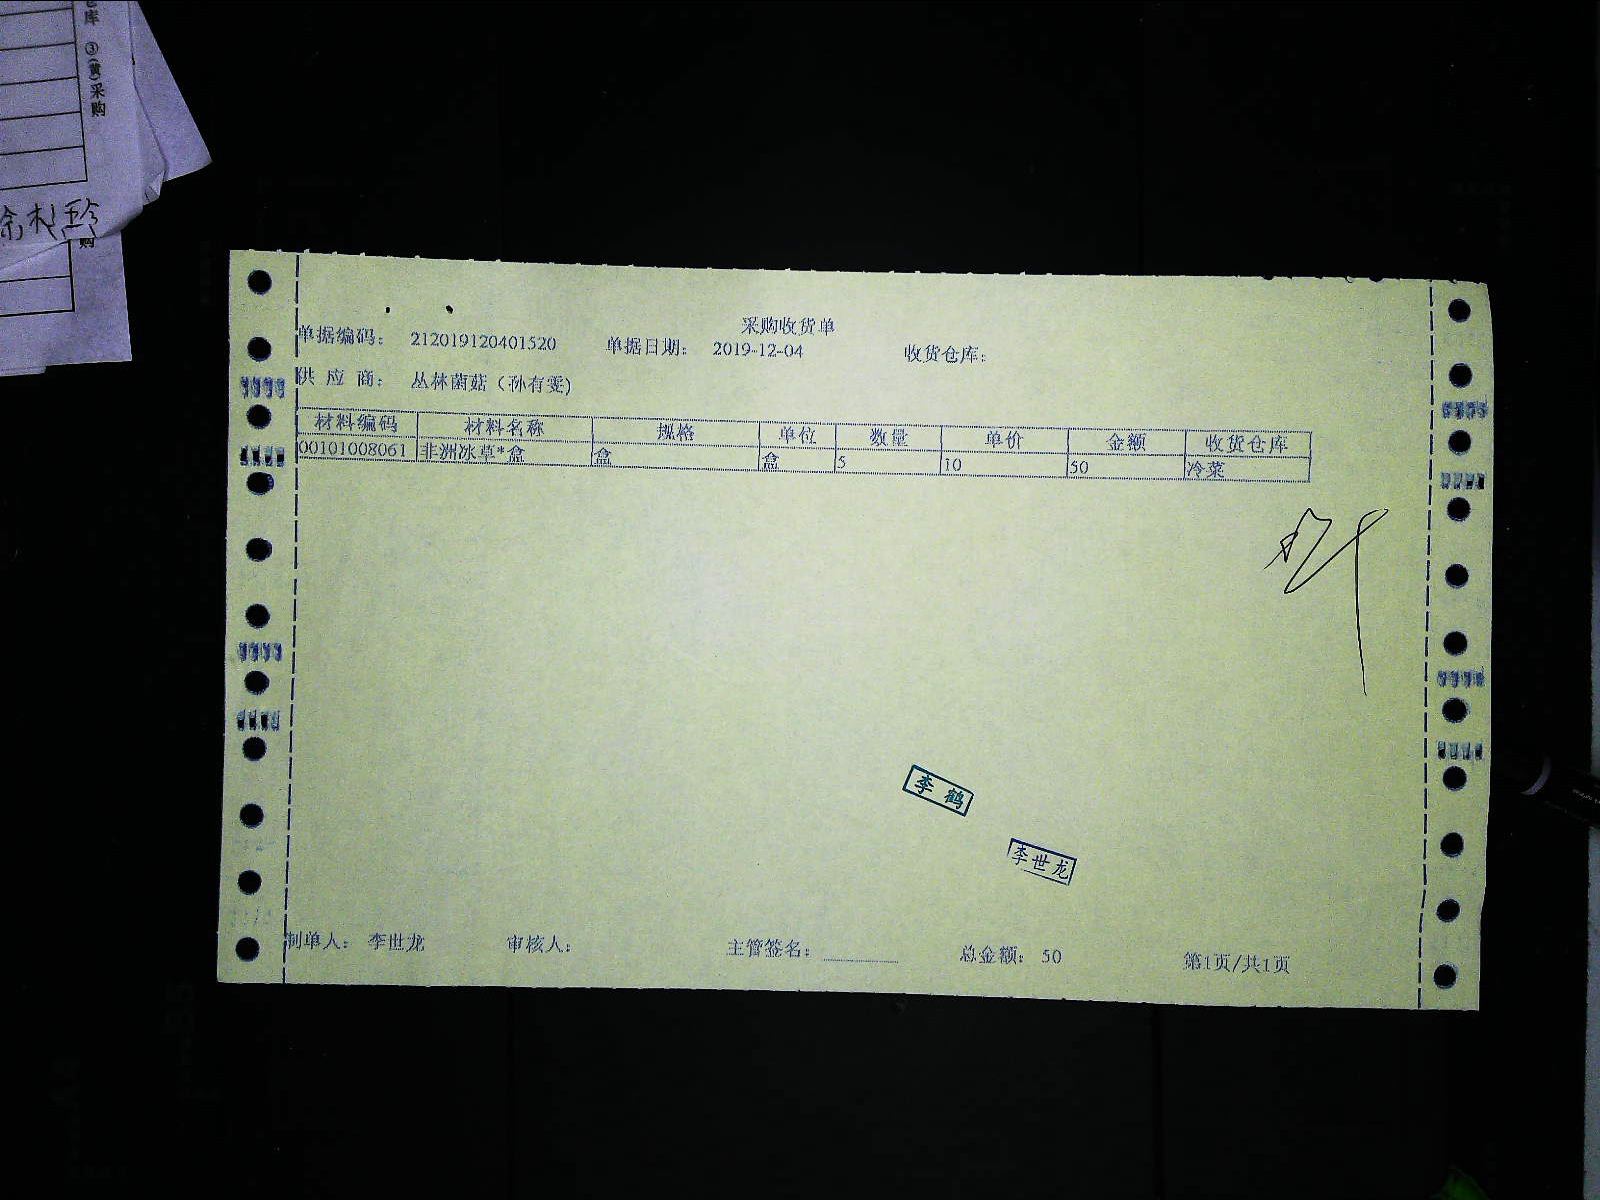 库 ③(黄)采购
购
采购收货单
单据编码： 212019120401520 单据日期： 2019-12-04 收货仓库：
供 应 商： 丛林菌菇（孙有雯）
材料编码 材料名称 规格 单位 数量 单价 金额 收货仓库
00101008061 非洲冰草*盒 盒 盒 5 10 50 冷菜
李鹤
李世龙
制单人： 李世龙 审核人： 主管签名： 总金额： 50 第1页/共1页